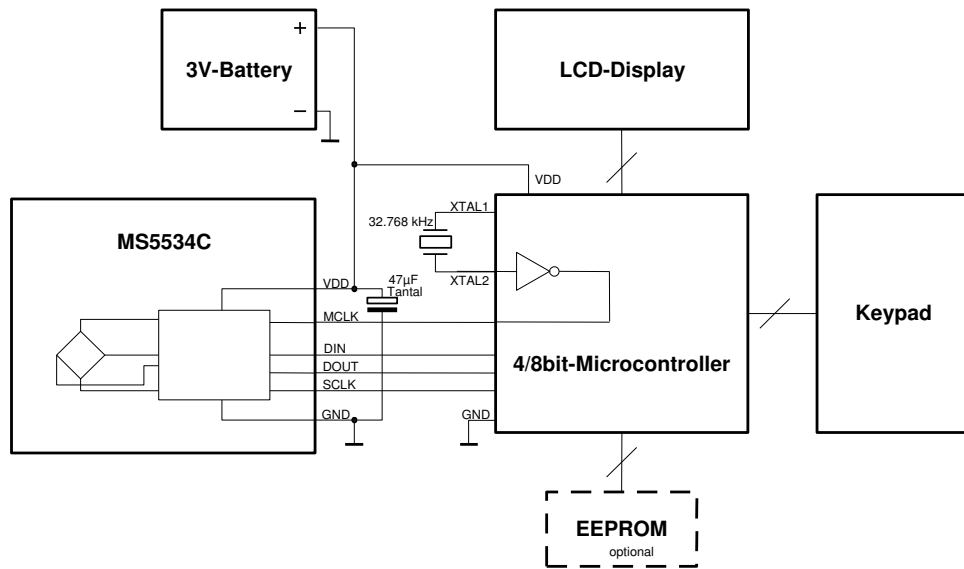 +
3V-Battery
−
LCD-Display
VDD
MS5534C
32.768 kHz
XTAL1
XTAL2
VDD
47µF
Tantal
MCLK
DIN
DOUT
SCLK
GND
4/8bit-Microcontroller
GND
Keypad
EEPROM
optional